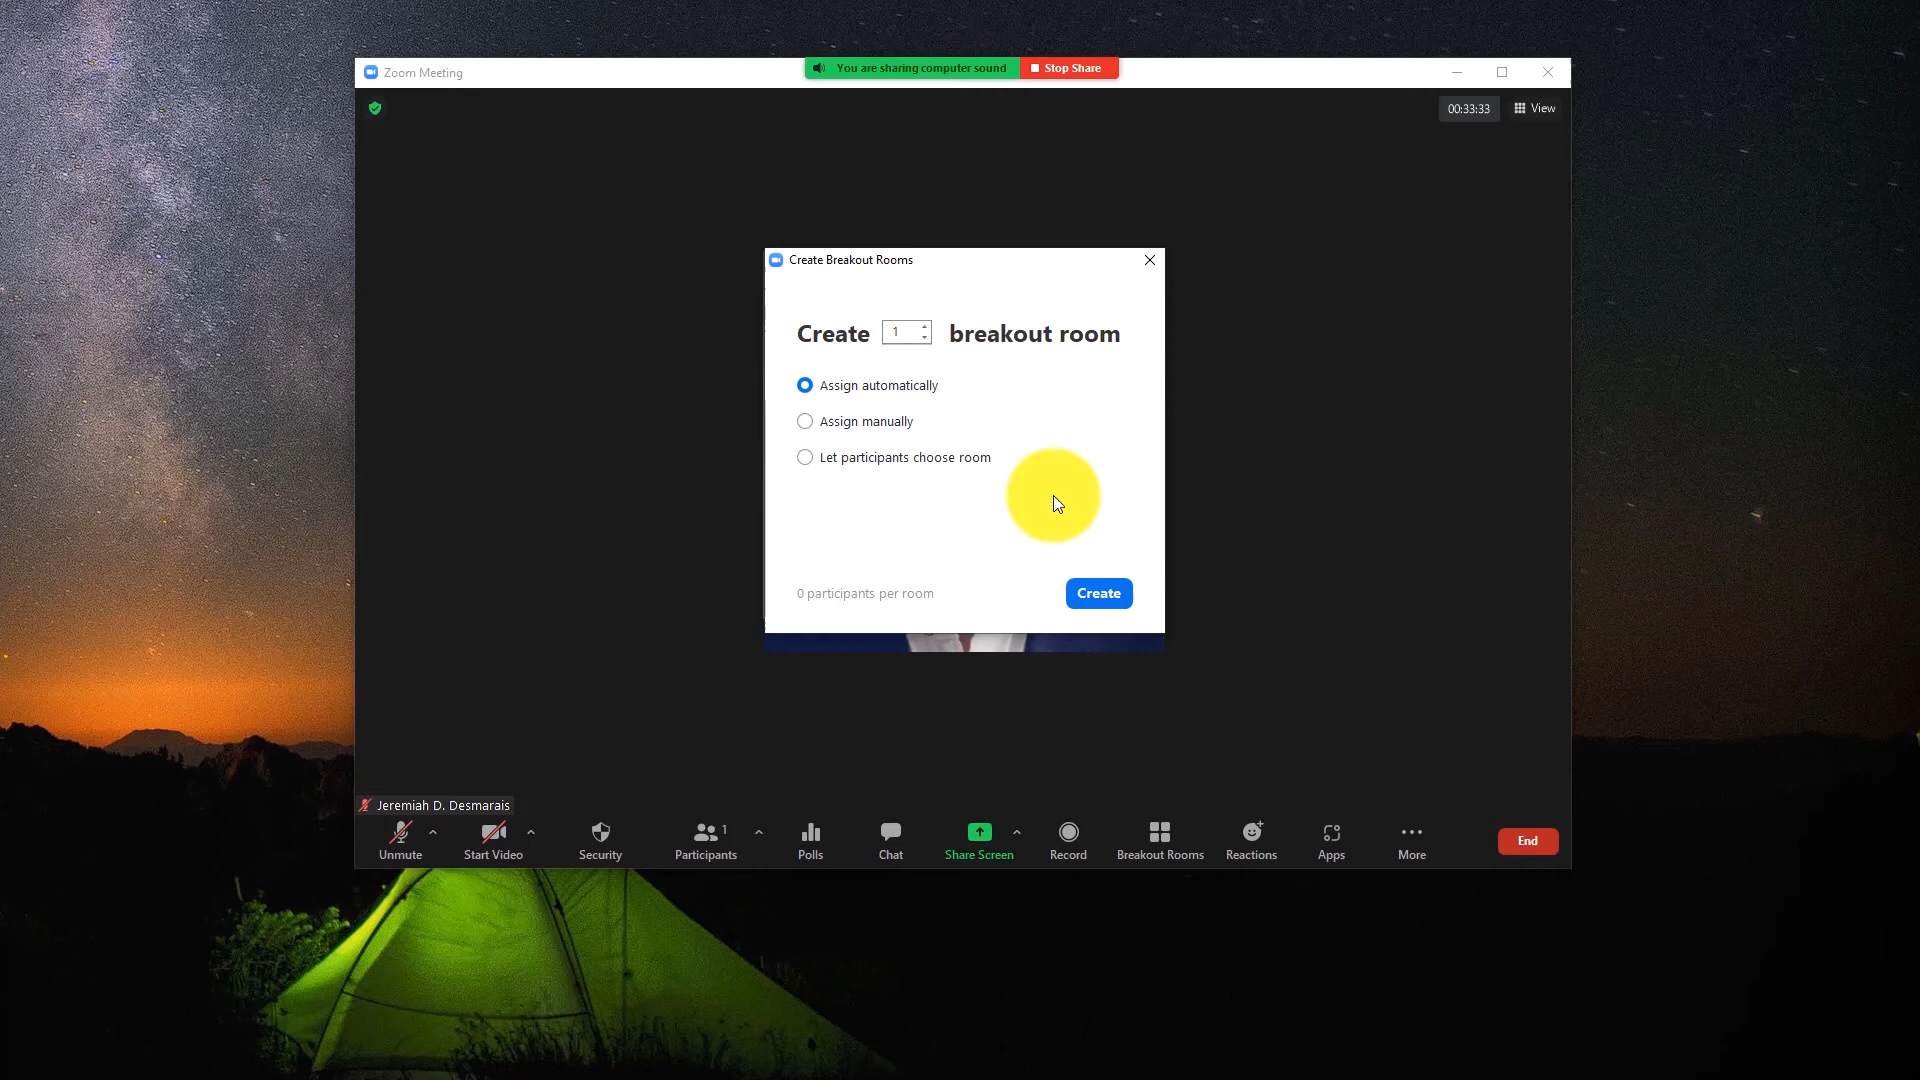 Zoom Meeting
You are sharing computer sound
Stop Share
00:33:33
View
Create Breakout Rooms
Create 1 breakout room
Assign automatically
Assign manually
Let participants choose room
0 participants per room
Create
Jeremiah D. Desmarais
1
Unmute
Start Video
Security
Participants
Polls
Chat
Share Screen
Record
Breakout Rooms
Reactions
Apps
More
End